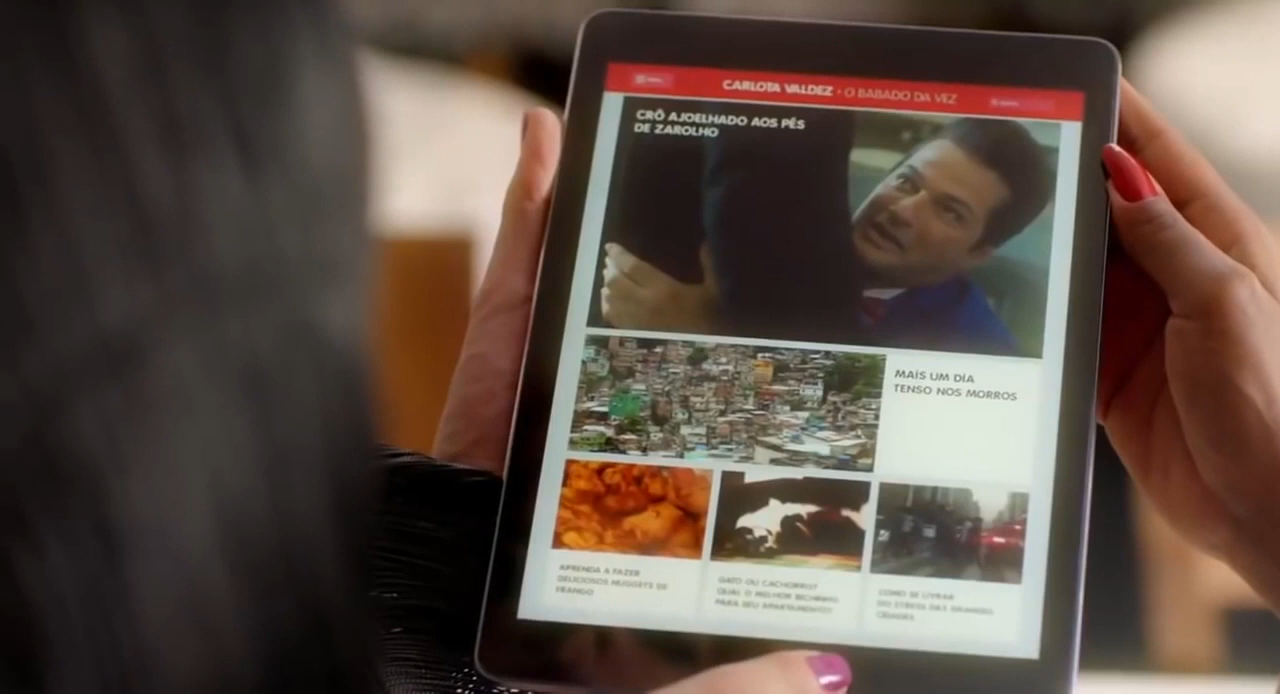 CARLOTA VALDEZ • O BABADO DA VEZ
CRÔ AJOELHADO AOS PÉS
DE ZAROLHO
MAIS UM DIA
TENSO NOS MORROS
APRENDA A FAZER
DELICIOSOS NUGGETS DE
FRANGO
GATO OU CACHORRO?
QUAL O MELHOR BICHINHO
PARA SEU APARTAMENTO?
COMO SE LIVRAR
DO STRESS DAS GRANDES
CIDADES